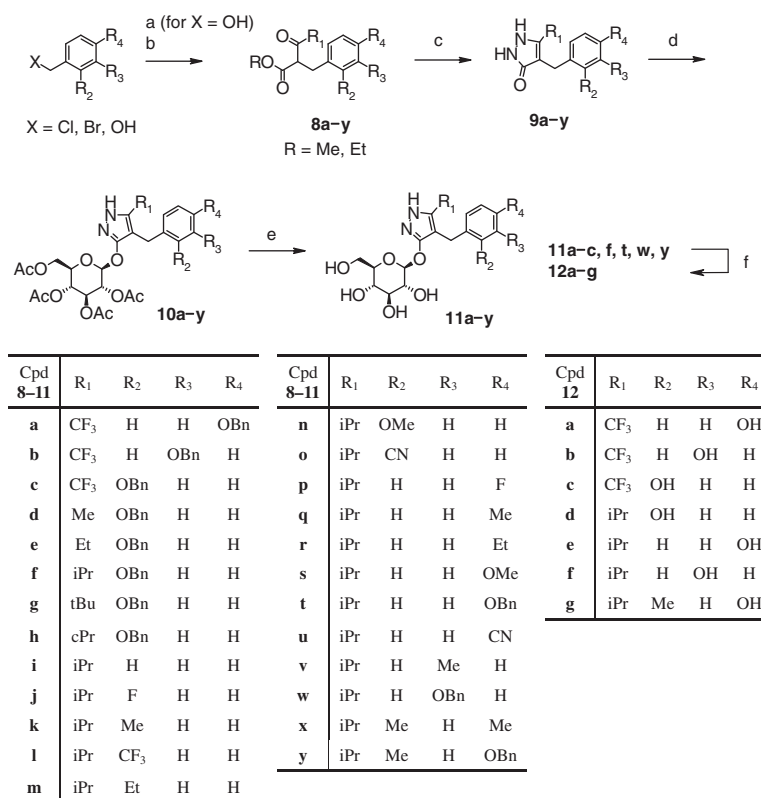 a (for X = OH)
b
c
d
X
R4
R3
R2
X = Cl, Br, OH
O
R1
RO
O
R4
R3
R2
8a–y
R = Me, Et
H
N
HN
O
R1
R4
R3
R2
9a–y
H
N
N
R1
R4
R3
R2
O
O
AcO
AcO
OAc
OAc
10a–y
e
H
N
N
R1
R4
R3
R2
O
O
HO
HO
OH
OH
11a–y
11a–c, f, t, w, y
12a–g
f
Cpd 8–11 R1 R2 R3 R4
a CF3 H H OBn
b CF3 H OBn H
c CF3 OBn H H
d Me OBn H H
e Et OBn H H
f iPr OBn H H
g tBu OBn H H
h cPr OBn H H
i iPr H H H
j iPr F H H
k iPr Me H H
l iPr CF3 H H
m iPr Et H H
Cpd 8–11 R1 R2 R3 R4
n iPr OMe H H
o iPr CN H H
p iPr H H F
q iPr H H Me
r iPr H H Et
s iPr H H OMe
t iPr H H OBn
u iPr H H CN
v iPr H Me H
w iPr H OBn H
x iPr Me H Me
y iPr Me H OBn
Cpd 12 R1 R2 R3 R4
a CF3 H H OH
b CF3 H OH H
c CF3 OH H H
d iPr OH H H
e iPr H H OH
f iPr H OH H
g iPr Me H OH